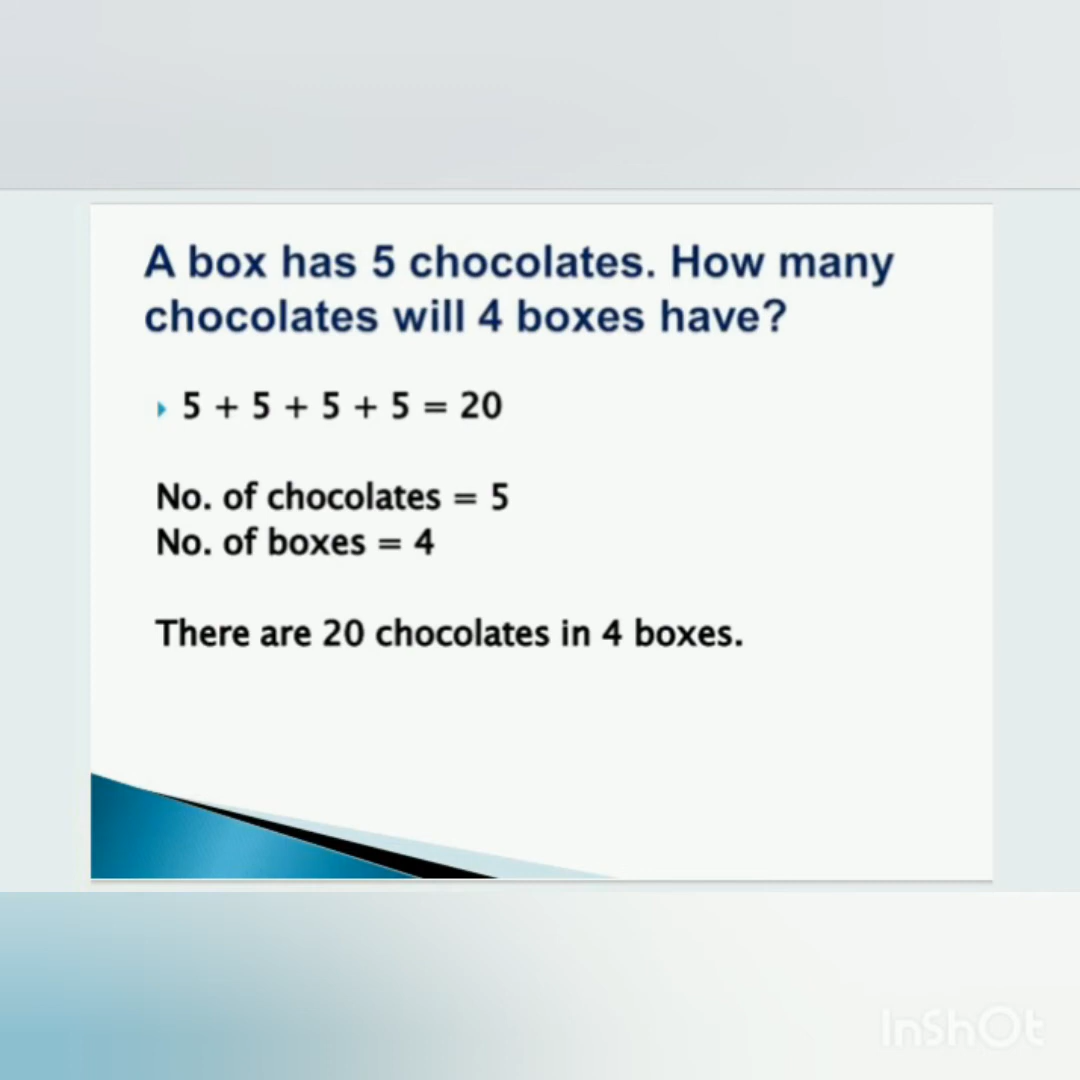 A box has 5 chocolates. How many
chocolates will 4 boxes have?
5 + 5 + 5 + 5 = 20
No. of chocolates = 5
No. of boxes = 4
There are 20 chocolates in 4 boxes.
InShOt